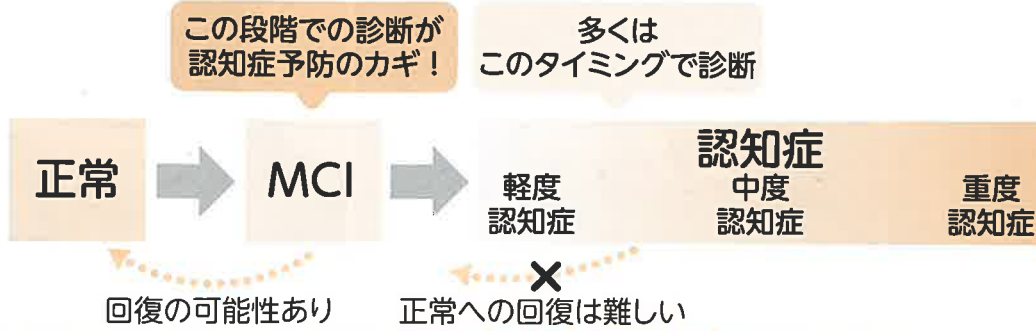 この段階での診断が
認知症予防のカギ！
多くは
このタイミングで診断
正常
MCI
認知症
軽度
認知症
中度
認知症
重度
認知症
回復の可能性あり
正常への回復は難しい